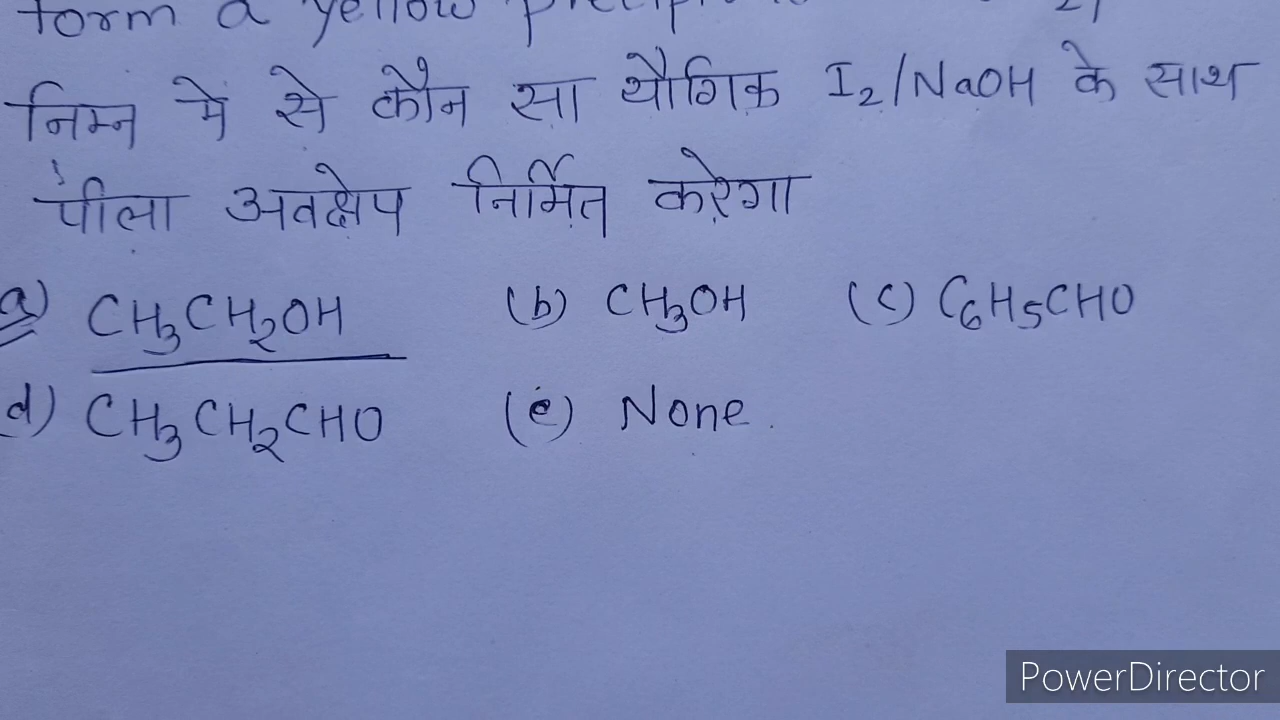 form a yellow
निम्न में से कौन सा यौगिक I₂/NaOH के साथ
पीला अवक्षेप निर्मित करेगा
a) CH₃CH₂OH (b) CH₃OH (c) C₆H₅CHO
d) CH₃CH₂CHO (e) None.
PowerDirector